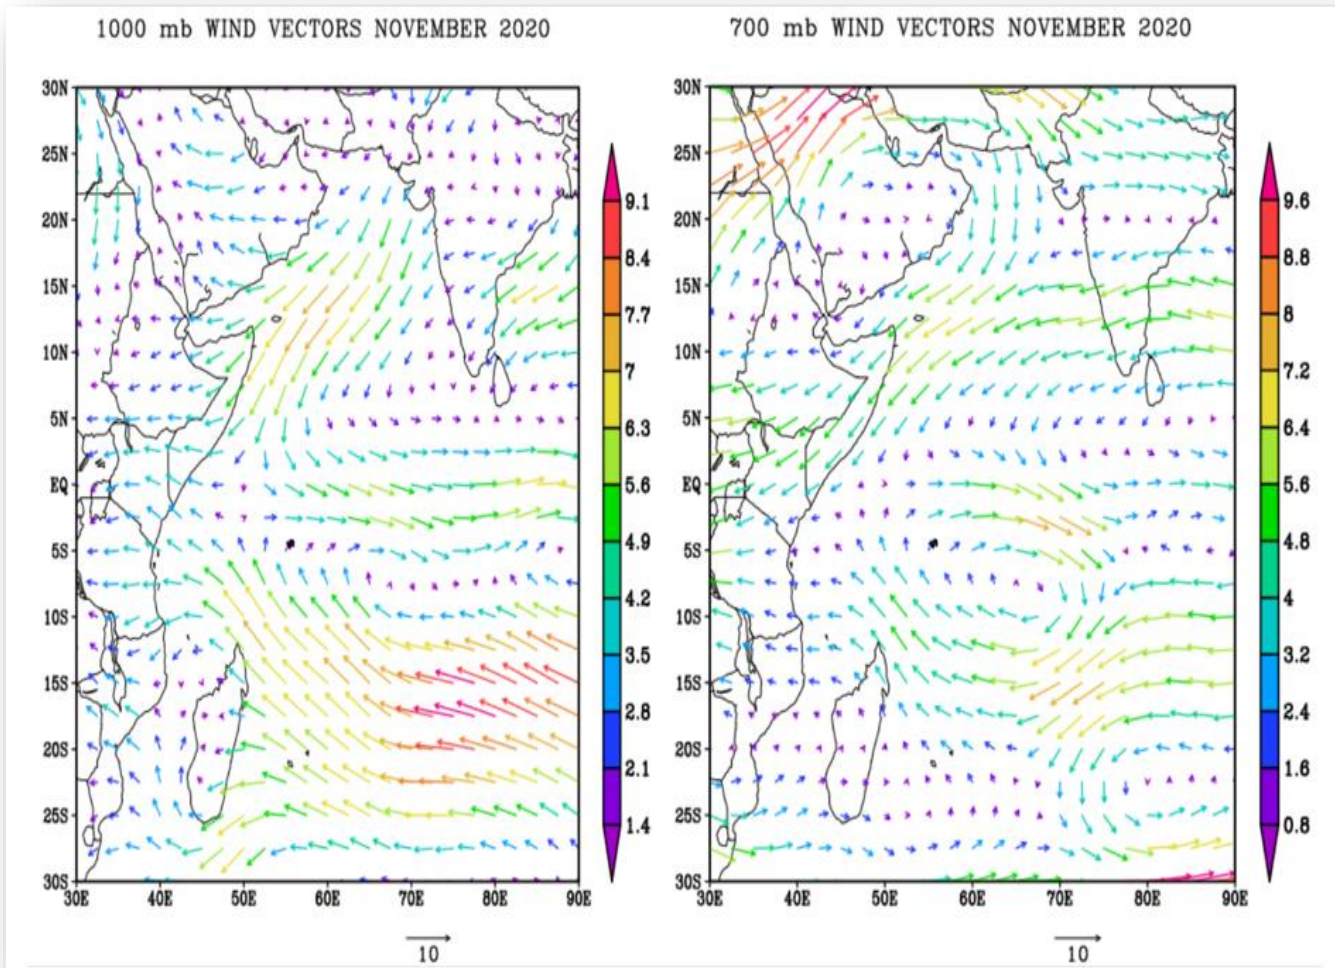 1000 mb WIND VECTORS NOVEMBER 2020
30N
25N
20N
15N
10N
5N
EQ
5S
10S
15S
20S
25S
30S
30E 40E 50E 60E 70E 80E 90E
9.1
8.4
7.7
7
6.3
5.6
4.9
4.2
3.5
2.8
2.1
1.4
10
700 mb WIND VECTORS NOVEMBER 2020
30N
25N
20N
15N
10N
5N
EQ
5S
10S
15S
20S
25S
30S
30E 40E 50E 60E 70E 80E 90E
9.6
8.8
8
7.2
6.4
5.6
4.8
4
3.2
2.4
1.6
0.8
10